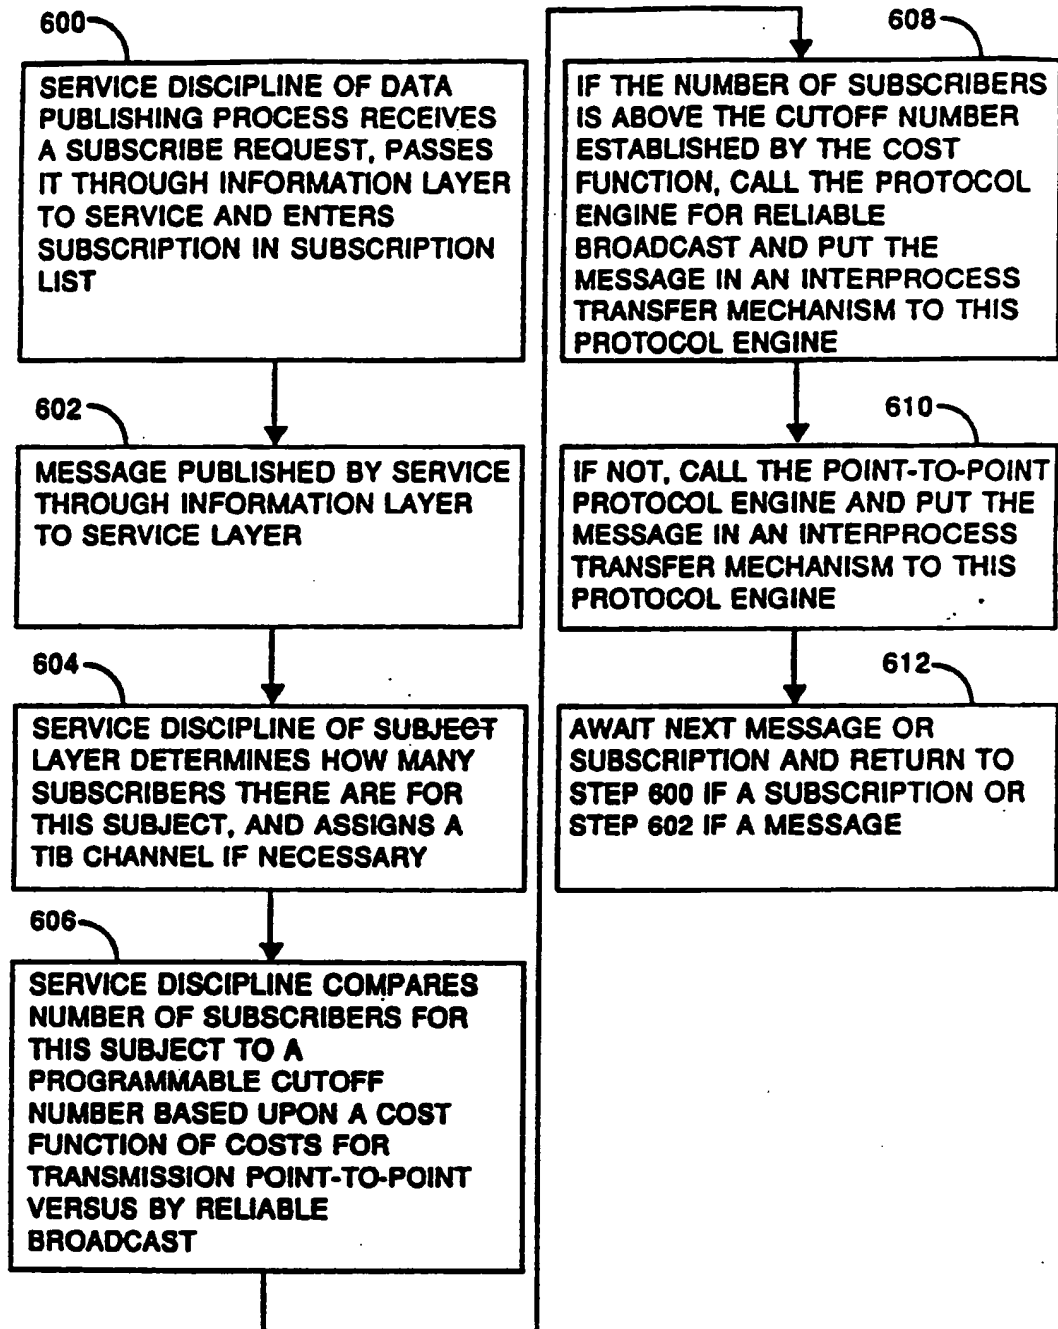 600
SERVICE DISCIPLINE OF DATA
PUBLISHING PROCESS RECEIVES
A SUBSCRIBE REQUEST, PASSES
IT THROUGH INFORMATION LAYER
TO SERVICE AND ENTERS
SUBSCRIPTION IN SUBSCRIPTION
LIST
602
MESSAGE PUBLISHED BY SERVICE
THROUGH INFORMATION LAYER
TO SERVICE LAYER
604
SERVICE DISCIPLINE OF SUBJECT
LAYER DETERMINES HOW MANY
SUBSCRIBERS THERE ARE FOR
THIS SUBJECT, AND ASSIGNS A
TIB CHANNEL IF NECESSARY
606
SERVICE DISCIPLINE COMPARES
NUMBER OF SUBSCRIBERS FOR
THIS SUBJECT TO A
PROGRAMMABLE CUTOFF
NUMBER BASED UPON A COST
FUNCTION OF COSTS FOR
TRANSMISSION POINT-TO-POINT
VERSUS BY RELIABLE
BROADCAST
608
IF THE NUMBER OF SUBSCRIBERS
IS ABOVE THE CUTOFF NUMBER
ESTABLISHED BY THE COST
FUNCTION, CALL THE PROTOCOL
ENGINE FOR RELIABLE
BROADCAST AND PUT THE
MESSAGE IN AN INTERPROCESS
TRANSFER MECHANISM TO THIS
PROTOCOL ENGINE
610
IF NOT, CALL THE POINT-TO-POINT
PROTOCOL ENGINE AND PUT THE
MESSAGE IN AN INTERPROCESS
TRANSFER MECHANISM TO THIS
PROTOCOL ENGINE
612
AWAIT NEXT MESSAGE OR
SUBSCRIPTION AND RETURN TO
STEP 600 IF A SUBSCRIPTION OR
STEP 602 IF A MESSAGE